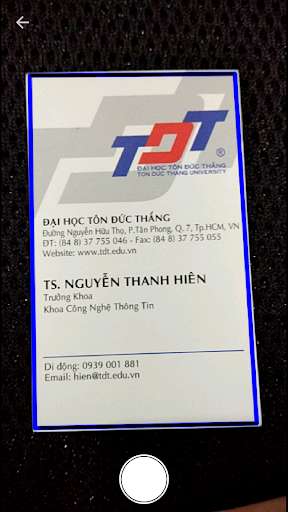 TDT
®
ĐẠI HỌC TÔN ĐỨC THẮNG
TON DUC THANG UNIVERSITY
ĐẠI HỌC TÔN ĐỨC THẮNG
Đường Nguyễn Hữu Thọ, P.Tân Phong, Q. 7, Tp.HCM, VN
ĐT: (84 8) 37 755 046 - Fax: (84 8) 37 755 055
Website: www.tdt.edu.vn
TS. NGUYỄN THANH HIÊN
Trưởng Khoa
Khoa Công Nghệ Thông Tin
Di động: 0939 001 881
Email: hien@tdt.edu.vn